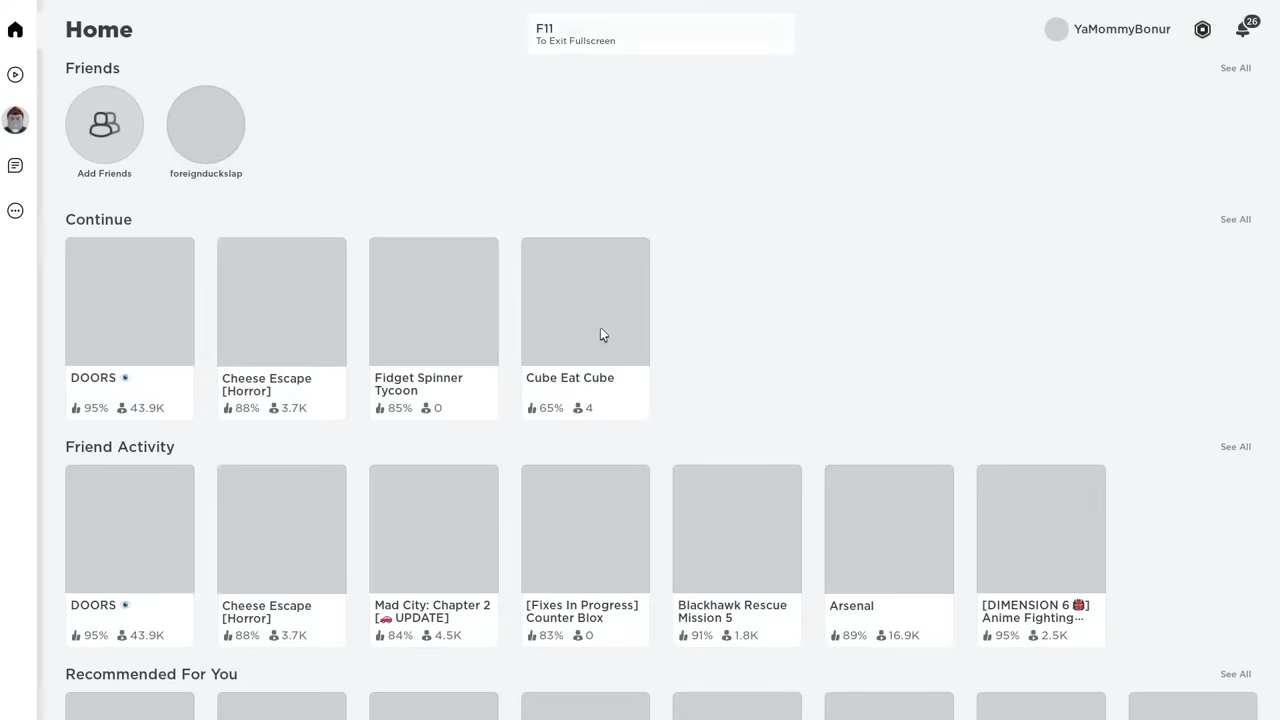 Home
F11
To Exit Fullscreen
YaMommyBonur
26
Friends
See All
Add Friends
foreignduckslap
Continue
See All
DOORS 👁
95% 43.9K
Cheese Escape
[Horror]
88% 3.7K
Fidget Spinner
Tycoon
85% 0
Cube Eat Cube
65% 4
Friend Activity
See All
DOORS 👁
95% 43.9K
Cheese Escape
[Horror]
88% 3.7K
Mad City: Chapter 2
[🚗 UPDATE]
84% 4.5K
[Fixes In Progress]
Counter Blox
83% 0
Blackhawk Rescue
Mission 5
91% 1.8K
Arsenal
89% 16.9K
[DIMENSION 6 👹]
Anime Fighting...
95% 2.5K
Recommended For You
See All